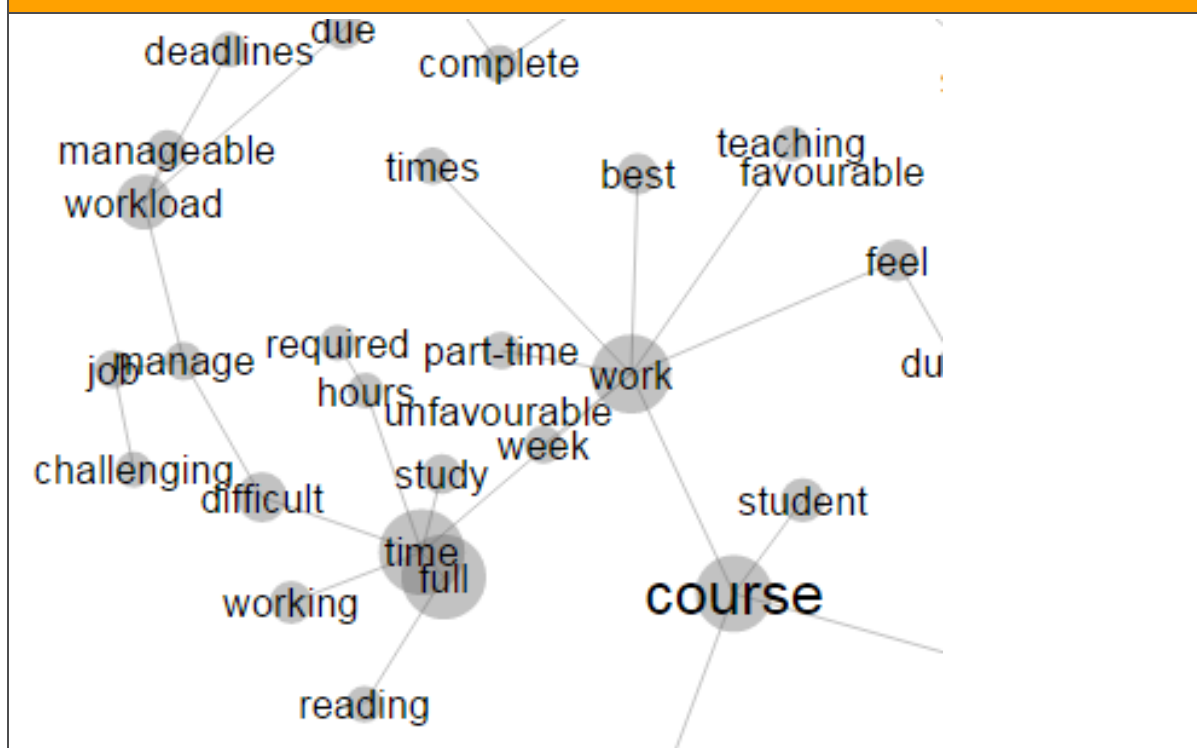 due
deadlines
complete
teaching
manageable
times
best
favourable
workload
feel
required
part-time
manage
job
du
work
hours
unfavourable
week
challenging
study
difficult
student
time
full
course
working
reading